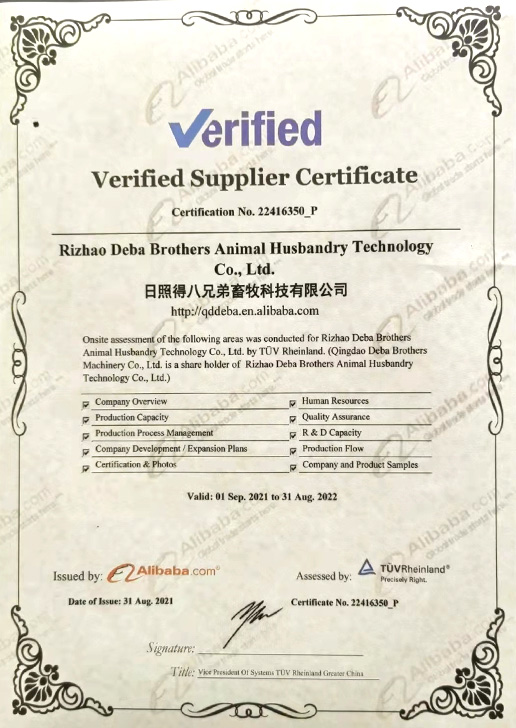 Verified
Verified Supplier Certificate
Certification No. 22416350_P
Rizhao Deba Brothers Animal Husbandry Technology
Co., Ltd.
日照得八兄弟畜牧科技有限公司
http://qddeba.en.alibaba.com
Onsite assessment of the following areas was conducted for Rizhao Deba Brothers
Animal Husbandry Technology Co., Ltd. by TÜV Rheinland. (Qingdao Deba Brothers
Machinery Co., Ltd. is a share holder of Rizhao Deba Brothers Animal Husbandry
Technology Co., Ltd.)
Company Overview
Human Resources
Production Capacity
Quality Assurance
Production Process Management
R & D Capacity
Company Development / Expansion Plans
Production Flow
Certification & Photos
Company and Product Samples
Valid: 01 Sep. 2021 to 31 Aug. 2022
Issued by: Alibaba.com®
Assessed by: TÜVRheinland®
Precisely Right.
Date of Issue: 31 Aug. 2021
Certificate No. 22416350_P
Signature:
Title: Vice President Of Systems TÜV Rheinland Greater China